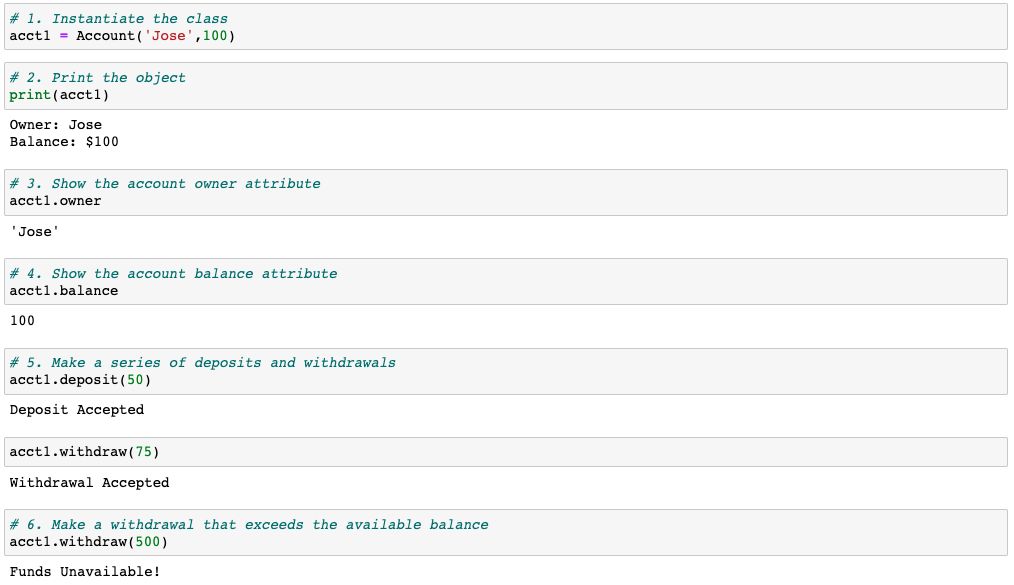 # 1. Instantiate the class
acct1 = Account('Jose',100)
# 2. Print the object
print(acct1)
Owner: Jose
Balance: $100
# 3. Show the account owner attribute
acct1.owner
'Jose'
# 4. Show the account balance attribute
acct1.balance
100
# 5. Make a series of deposits and withdrawals
acct1.deposit(50)
Deposit Accepted
acct1.withdraw(75)
Withdrawal Accepted
# 6. Make a withdrawal that exceeds the available balance
acct1.withdraw(500)
Funds Unavailable!